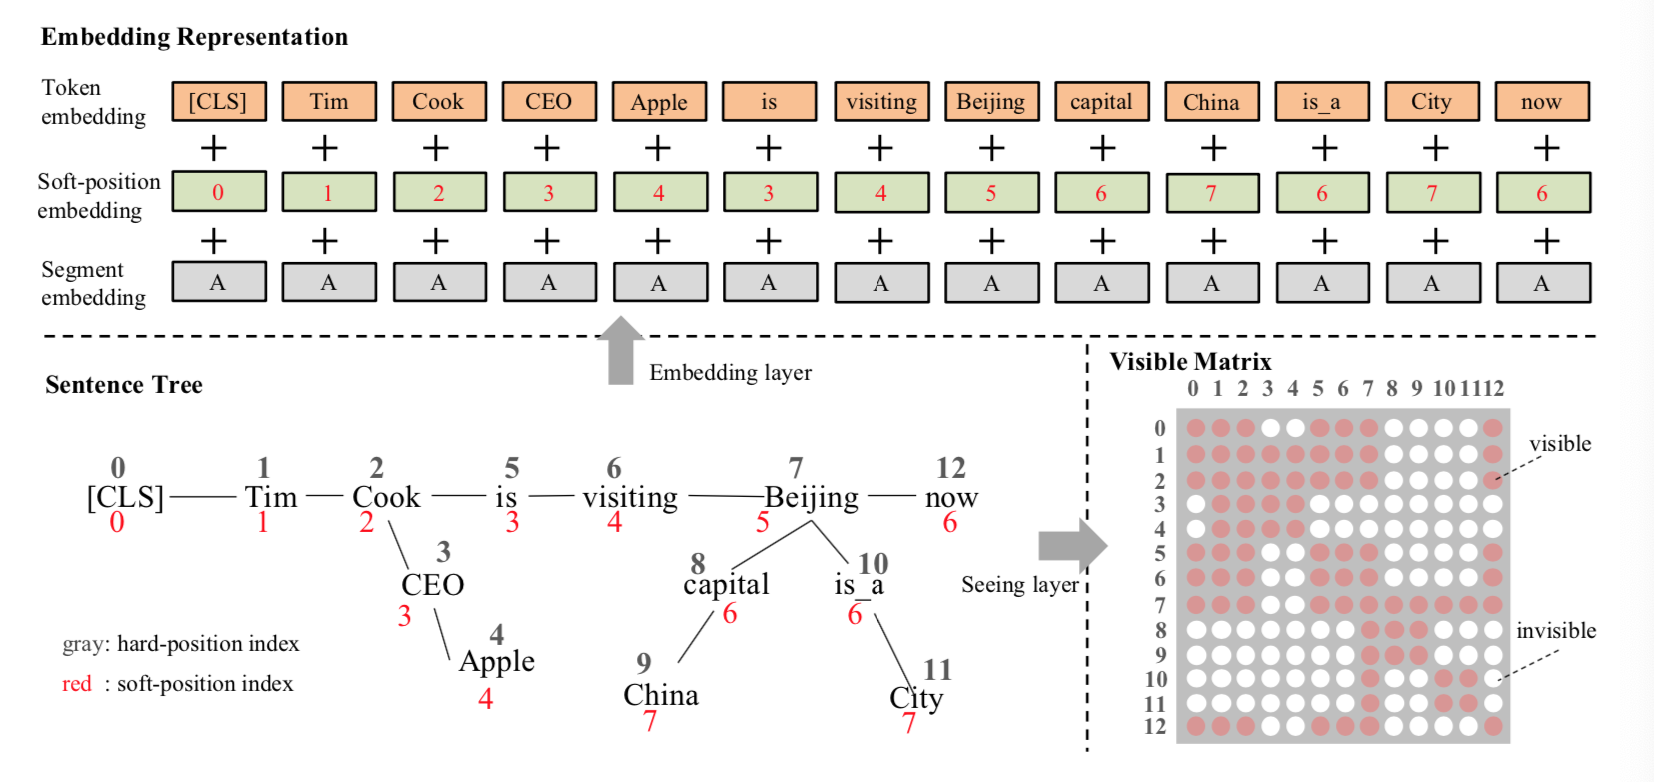 Embedding Representation
Token embedding [CLS] Tim Cook CEO Apple is visiting Beijing capital China is_a City now
+ + + + + + + + + + + + +
Soft-position embedding 0 1 2 3 4 3 4 5 6 7 6 7 6
+ + + + + + + + + + + + +
Segment embedding A A A A A A A A A A A A A
Embedding layer
Sentence Tree
0 1 2 5 6 7 12
[CLS] Tim Cook is visiting Beijing now
0 1 2 3 4 5 6
3 8 10
CEO capital is_a
3 6 6
4 9 11
Apple China City
4 7 7
gray: hard-position index
red : soft-position index
Seeing layer
Visible Matrix
0 1 2 3 4 5 6 7 8 9 10 11 12
0
1
2
3
4
5
6
7
8
9
10
11
12
visible
invisible